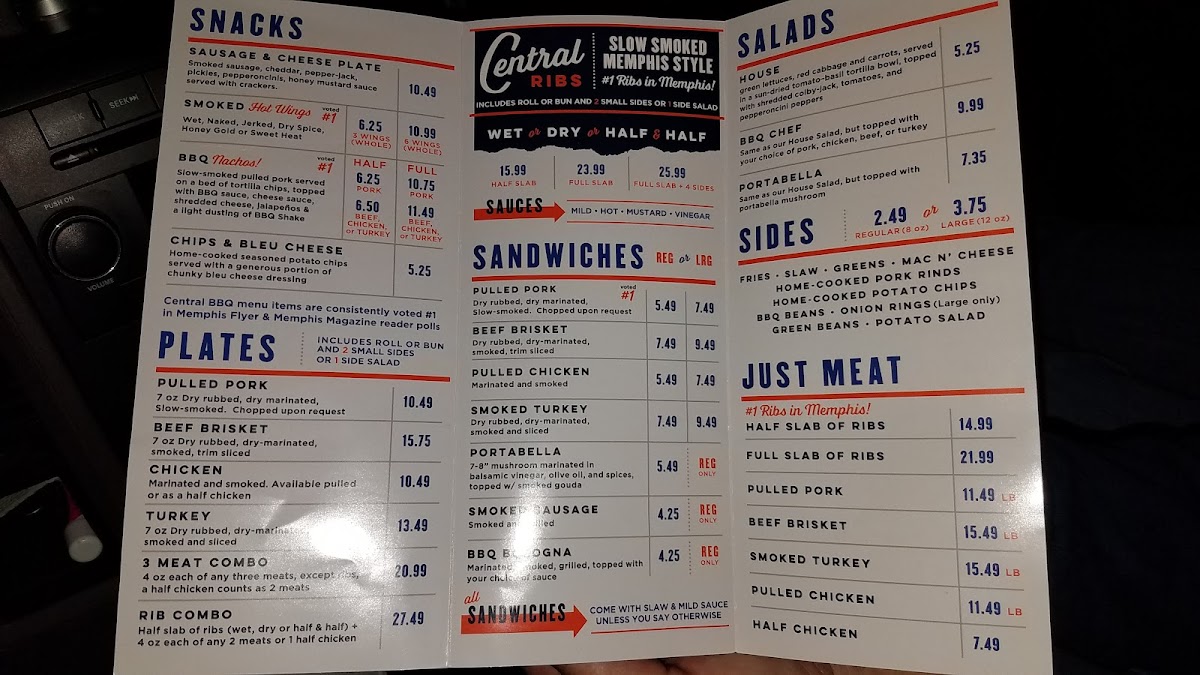 SEEK
PUSH ON
VOLUME
SNACKS
SAUSAGE & CHEESE PLATE
Smoked sausage, cheddar, pepper-jack,
pickles, pepperoncinis, honey mustard sauce
served with crackers.
10.49
SMOKED Hot Wings voted #1
Wet, Naked, Jerked, Dry Spice,
Honey Gold or Sweet Heat
6.25
3 WINGS
(WHOLE)
10.99
6 WINGS
(WHOLE)
BBQ Nachos! voted #1
Slow-smoked pulled pork served
on a bed of tortilla chips, topped
with BBQ sauce, cheese sauce,
shredded cheese, jalapeños &
a light dusting of BBQ Shake
HALF
6.25
PORK
6.50
BEEF,
CHICKEN,
or TURKEY
FULL
10.75
PORK
11.49
BEEF,
CHICKEN,
or TURKEY
CHIPS & BLEU CHEESE
Home-cooked seasoned potato chips
served with a generous portion of
chunky bleu cheese dressing
5.25
Central BBQ menu items are consistently voted #1
in Memphis Flyer & Memphis Magazine reader polls
PLATES
INCLUDES ROLL OR BUN
AND 2 SMALL SIDES
OR 1 SIDE SALAD
PULLED PORK
7 oz Dry rubbed, dry marinated,
Slow-smoked. Chopped upon request
10.49
BEEF BRISKET
7 oz Dry rubbed, dry-marinated,
smoked, trim sliced
15.75
CHICKEN
Marinated and smoked. Available pulled
or as a half chicken
10.49
TURKEY
7 oz Dry rubbed, dry-marinated,
smoked and sliced
13.49
3 MEAT COMBO
4 oz each of any three meats, except ribs,
a half chicken counts as 2 meats
20.99
RIB COMBO
Half slab of ribs (wet, dry or half & half) +
4 oz each of any 2 meats or 1 half chicken
27.49
Central
RIBS
SLOW SMOKED
MEMPHIS STYLE
#1 Ribs in Memphis!
INCLUDES ROLL OR BUN AND 2 SMALL SIDES OR 1 SIDE SALAD
WET or DRY or HALF & HALF
15.99
HALF SLAB
23.99
FULL SLAB
25.99
FULL SLAB + 4 SIDES
SAUCES
MILD • HOT • MUSTARD • VINEGAR
SANDWICHES REG or LRG
PULLED PORK voted #1
Dry rubbed, dry marinated,
Slow-smoked. Chopped upon request
5.49 7.49
BEEF BRISKET
Dry rubbed, dry-marinated,
smoked, trim sliced
7.49 9.49
PULLED CHICKEN
Marinated and smoked
5.49 7.49
SMOKED TURKEY
Dry rubbed, dry-marinated,
smoked and sliced
7.49 9.49
PORTABELLA
7-8" mushroom marinated in
balsamic vinegar, olive oil, and spices,
topped w/ smoked gouda
5.49 REG
ONLY
SMOKED SAUSAGE
Smoked and
4.25 REG
ONLY
BBQ BOLOGNA
Marinated, smoked, grilled, topped with
your choice of sauce
4.25 REG
ONLY
all
SANDWICHES
COME WITH SLAW & MILD SAUCE
UNLESS YOU SAY OTHERWISE
SALADS
HOUSE
green lettuces, red cabbage and carrots, served
in a sun-dried tomato-basil tortilla bowl, topped
with shredded colby-jack, tomatoes, and
pepperoncini peppers
5.25
BBQ CHEF
Same as our House Salad, but topped with
your choice of pork, chicken, beef, or turkey
9.99
PORTABELLA
Same as our House Salad, but topped with
portabella mushroom
7.35
SIDES
2.49 or 3.75
REGULAR (8 oz) LARGE (12 oz)
FRIES • SLAW • GREENS • MAC N' CHEESE
HOME-COOKED PORK RINDS
HOME-COOKED POTATO CHIPS
BBQ BEANS • ONION RINGS (Large only)
GREEN BEANS • POTATO SALAD
JUST MEAT
#1 Ribs in Memphis!
HALF SLAB OF RIBS 14.99
FULL SLAB OF RIBS 21.99
PULLED PORK 11.49 LB
BEEF BRISKET 15.49 LB
SMOKED TURKEY 15.49 LB
PULLED CHICKEN 11.49 LB
HALF CHICKEN 7.49